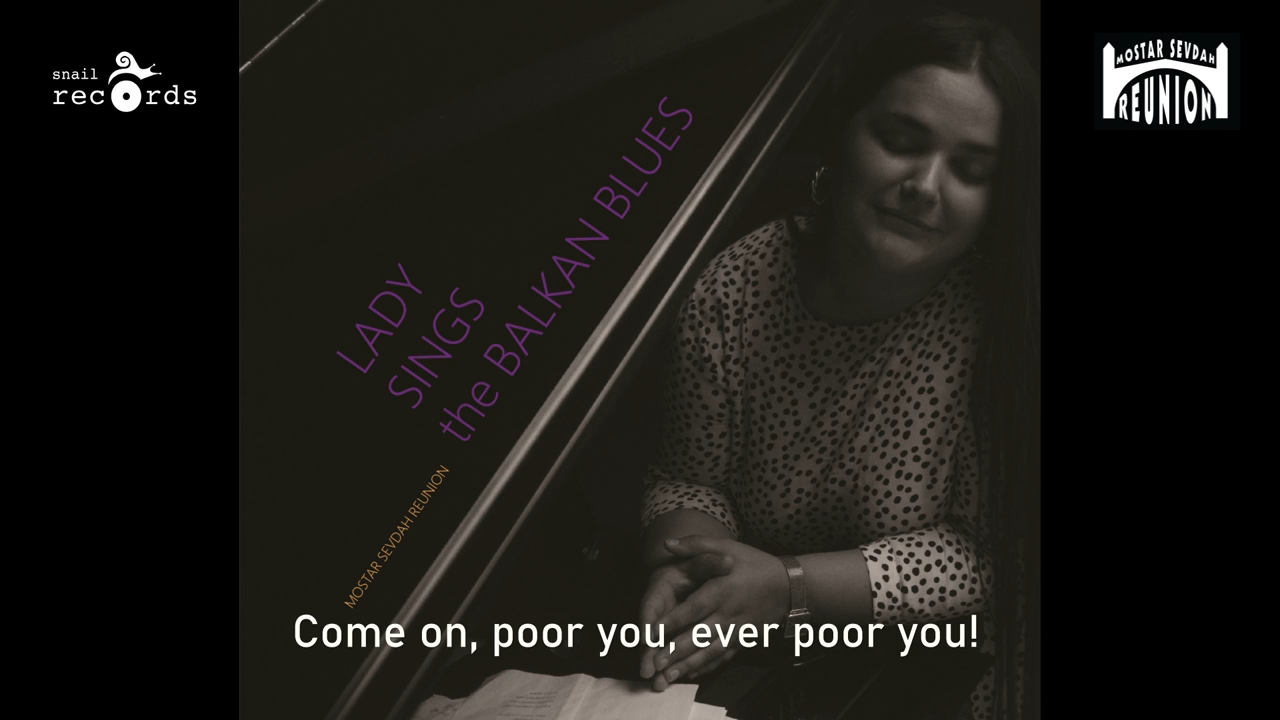 snail
records
MOSTAR SEVDAH
REUNION
LADY
SINGS
the BALKAN BLUES
MOSTAR SEVDAH REUNION
Come on, poor you, ever poor you!